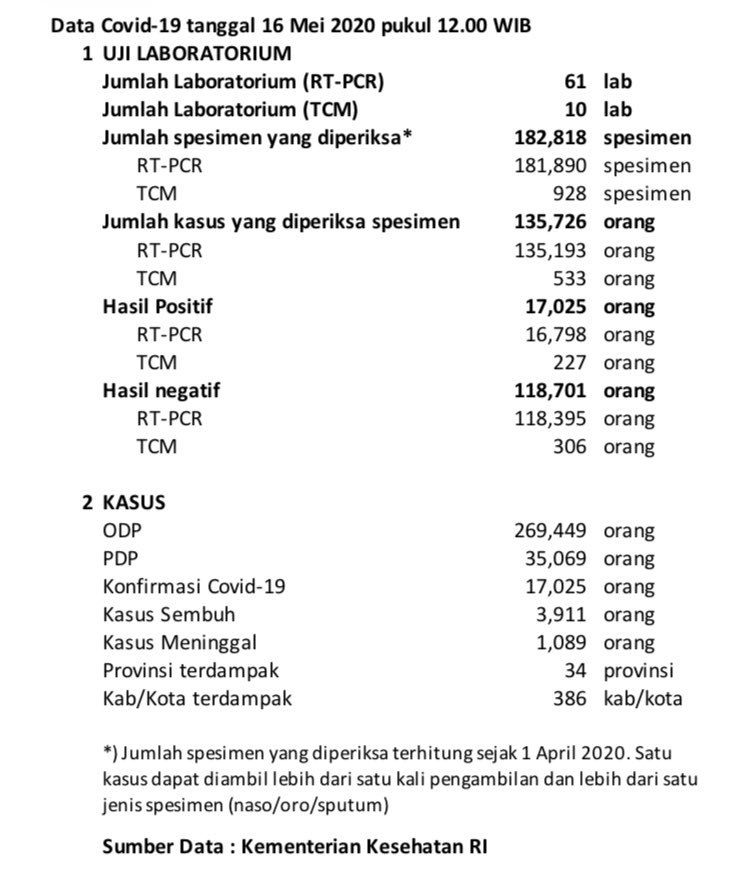 Data Covid-19 tanggal 16 Mei 2020 pukul 12.00 WIB
1 UJI LABORATORIUM
Jumlah Laboratorium (RT-PCR) 61 lab
Jumlah Laboratorium (TCM) 10 lab
Jumlah spesimen yang diperiksa* 182,818 spesimen
RT-PCR 181,890 spesimen
TCM 928 spesimen
Jumlah kasus yang diperiksa spesimen 135,726 orang
RT-PCR 135,193 orang
TCM 533 orang
Hasil Positif 17,025 orang
RT-PCR 16,798 orang
TCM 227 orang
Hasil negatif 118,701 orang
RT-PCR 118,395 orang
TCM 306 orang
2 KASUS
ODP 269,449 orang
PDP 35,069 orang
Konfirmasi Covid-19 17,025 orang
Kasus Sembuh 3,911 orang
Kasus Meninggal 1,089 orang
Provinsi terdampak 34 provinsi
Kab/Kota terdampak 386 kab/kota
*) Jumlah spesimen yang diperiksa terhitung sejak 1 April 2020. Satu
kasus dapat diambil lebih dari satu kali pengambilan dan lebih dari satu
jenis spesimen (naso/oro/sputum)
Sumber Data : Kementerian Kesehatan RI